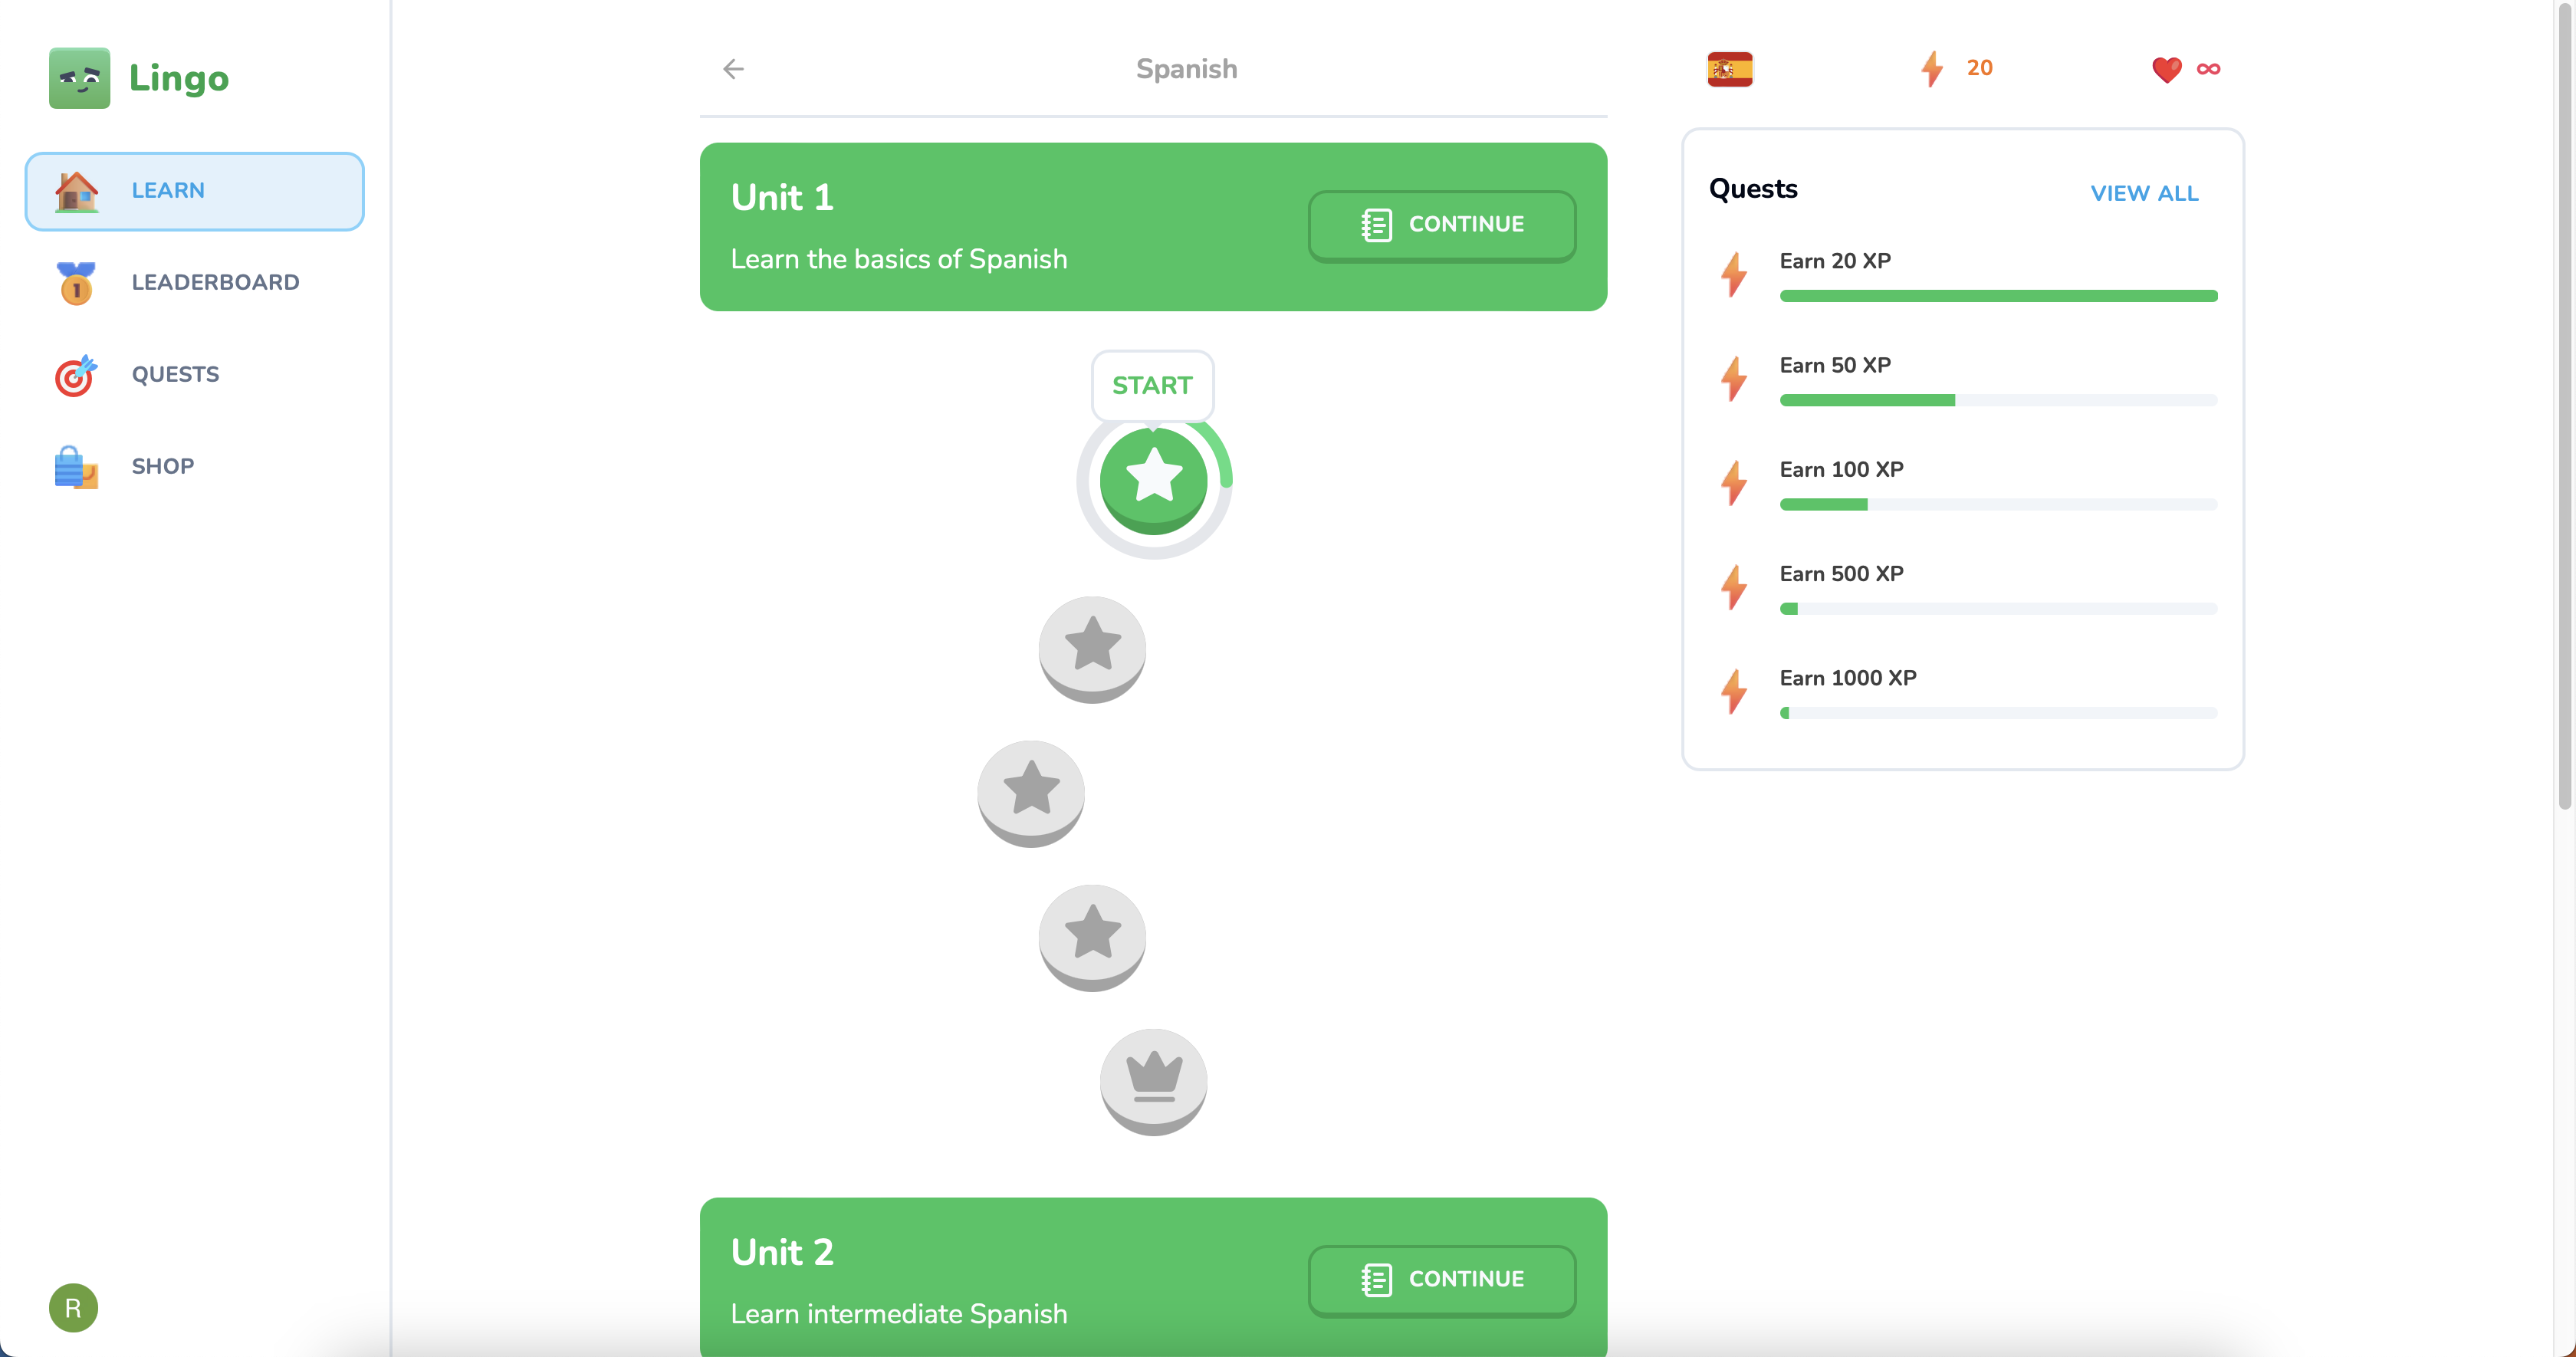 Lingo
LEARN
LEADERBOARD
QUESTS
SHOP
R
Spanish
Unit 1
Learn the basics of Spanish
CONTINUE
START
Unit 2
Learn intermediate Spanish
CONTINUE
20
∞
Quests
VIEW ALL
Earn 20 XP
Earn 50 XP
Earn 100 XP
Earn 500 XP
Earn 1000 XP